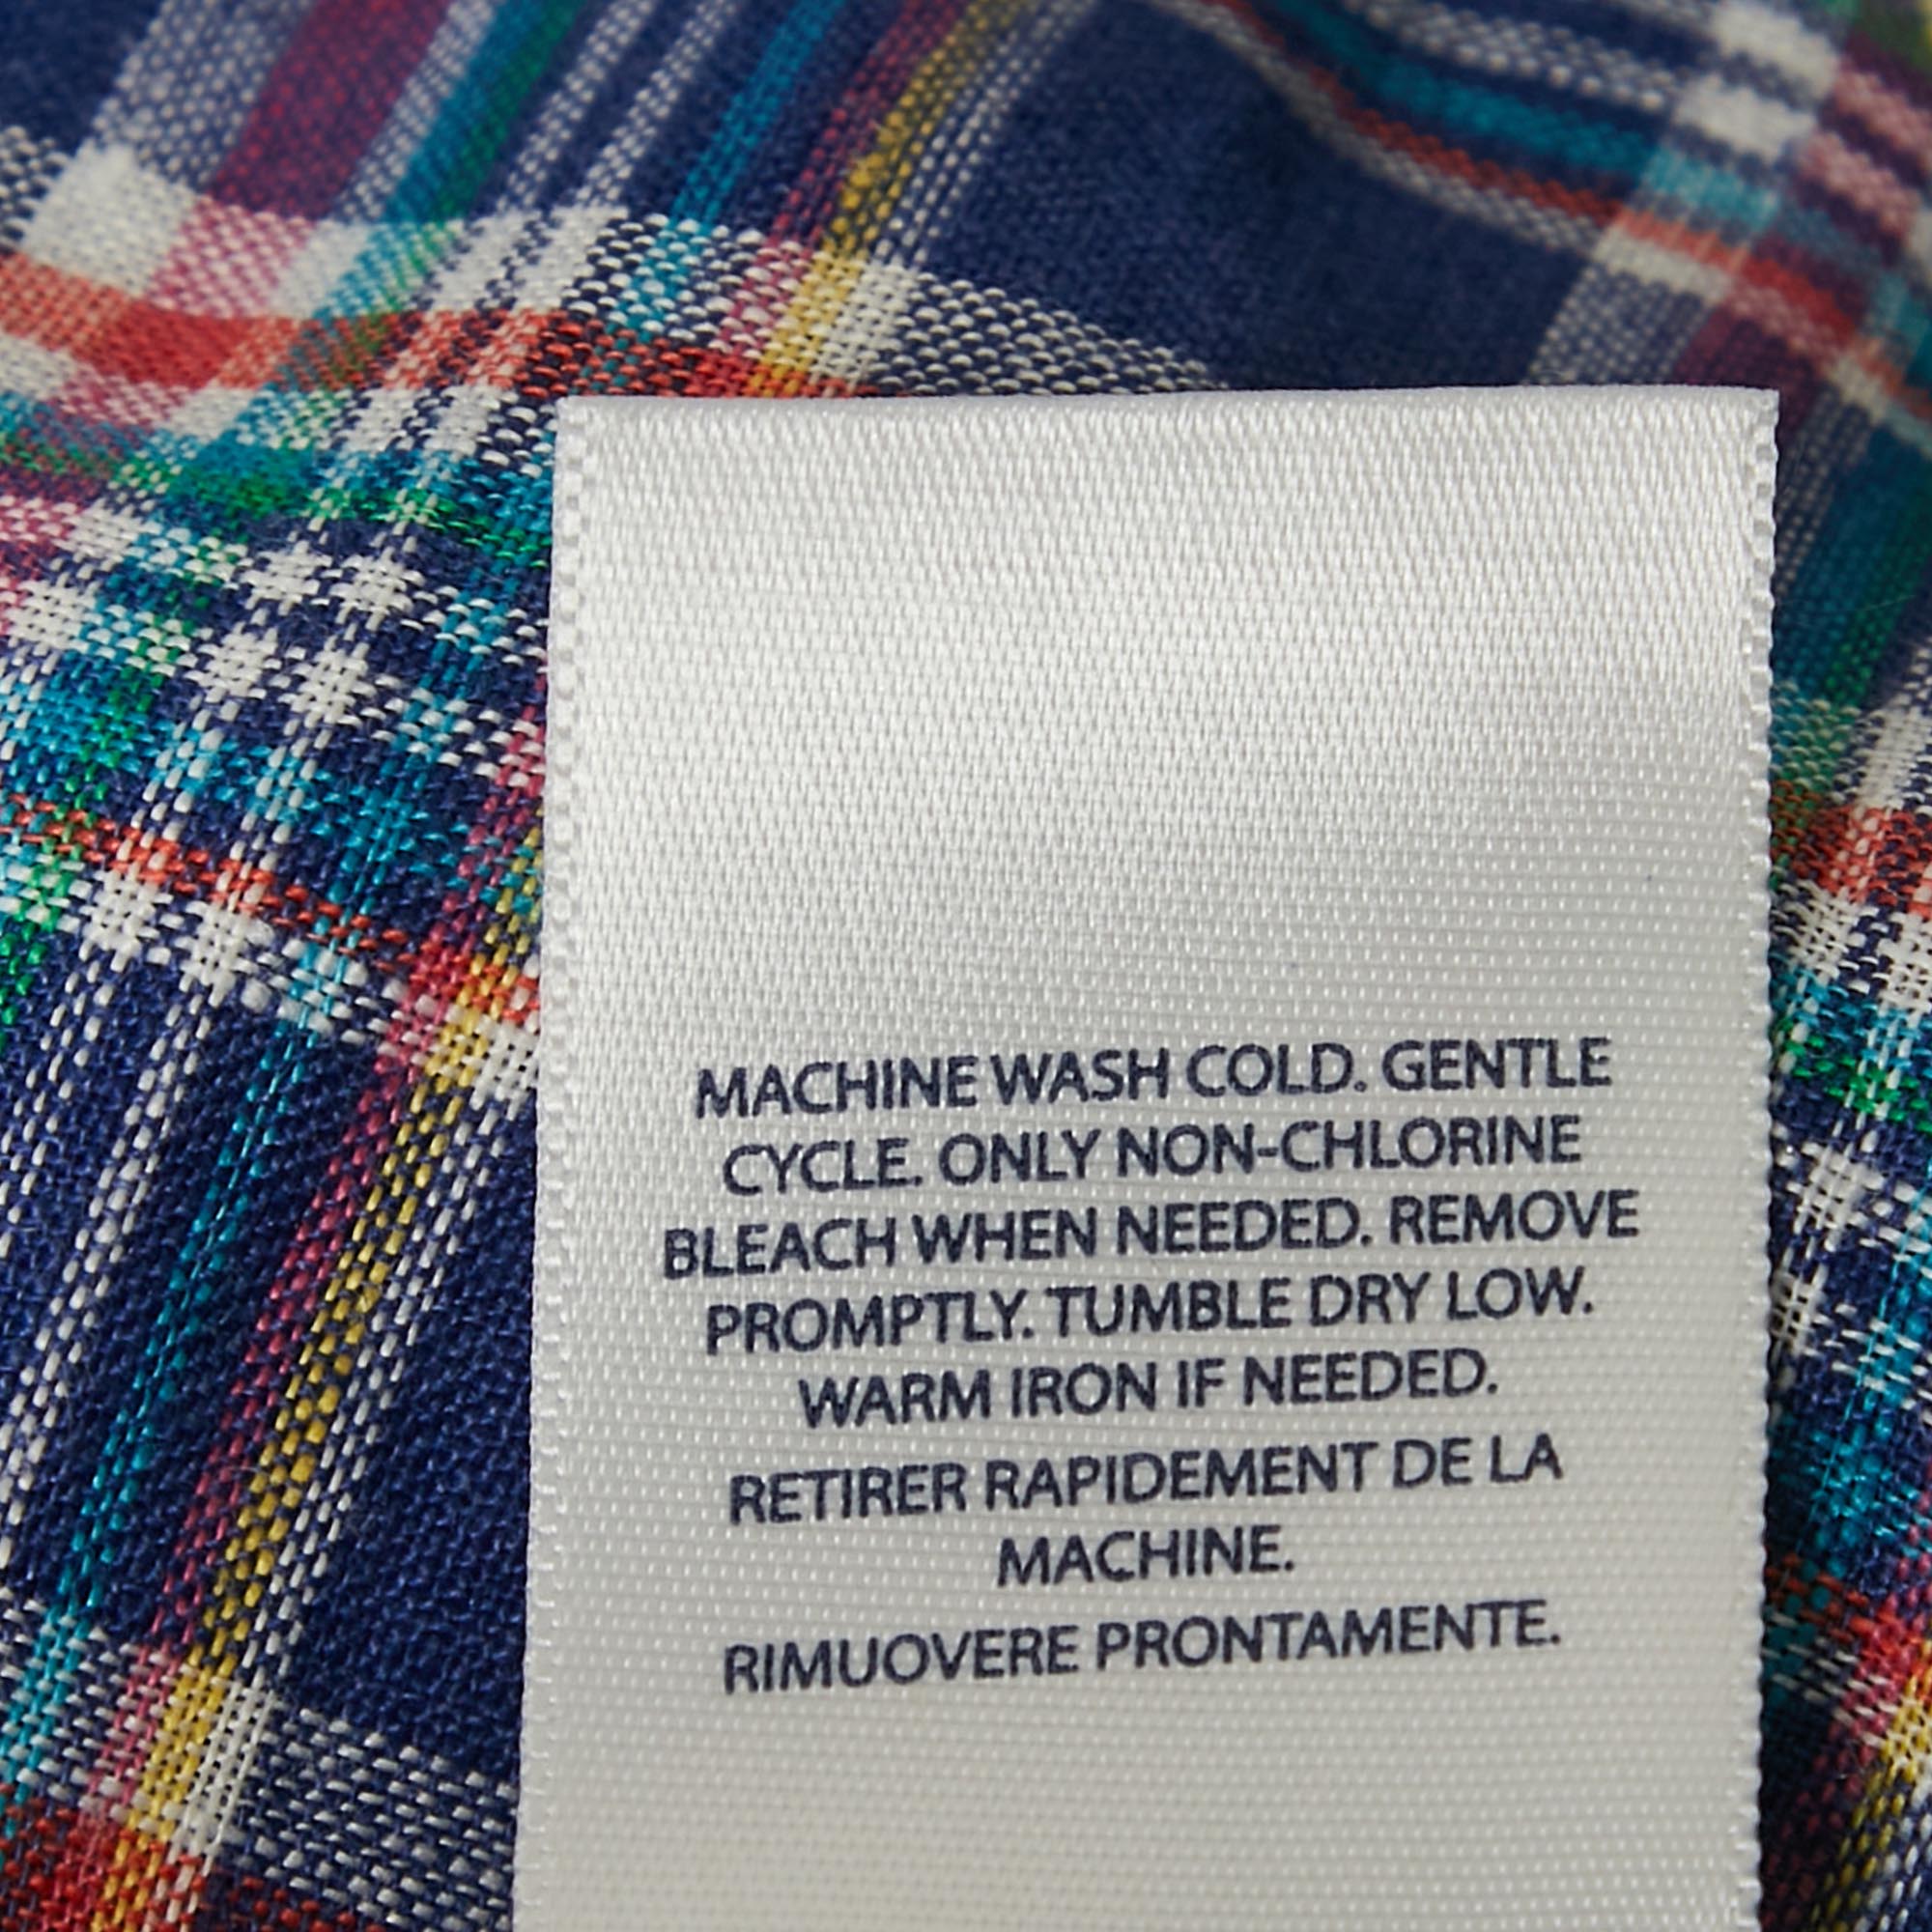 MACHINE WASH COLD. GENTLE
CYCLE. ONLY NON-CHLORINE
BLEACH WHEN NEEDED. REMOVE
PROMPTLY. TUMBLE DRY LOW.
WARM IRON IF NEEDED.
RETIRER RAPIDEMENT DE LA
MACHINE.
RIMUOVERE PRONTAMENTE.